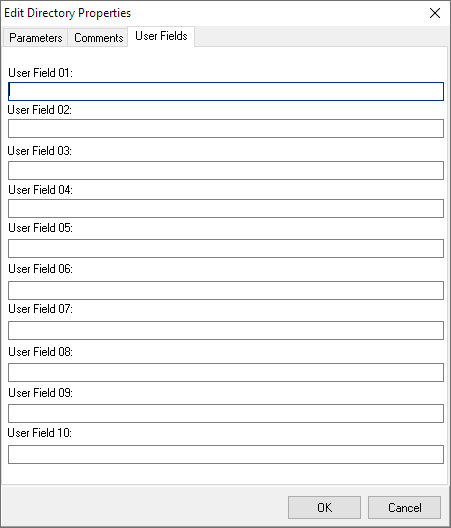 Edit Directory Properties
Parameters Comments User Fields
User Field 01:
User Field 02:
User Field 03:
User Field 04:
User Field 05:
User Field 06:
User Field 07:
User Field 08:
User Field 09:
User Field 10:
OK Cancel